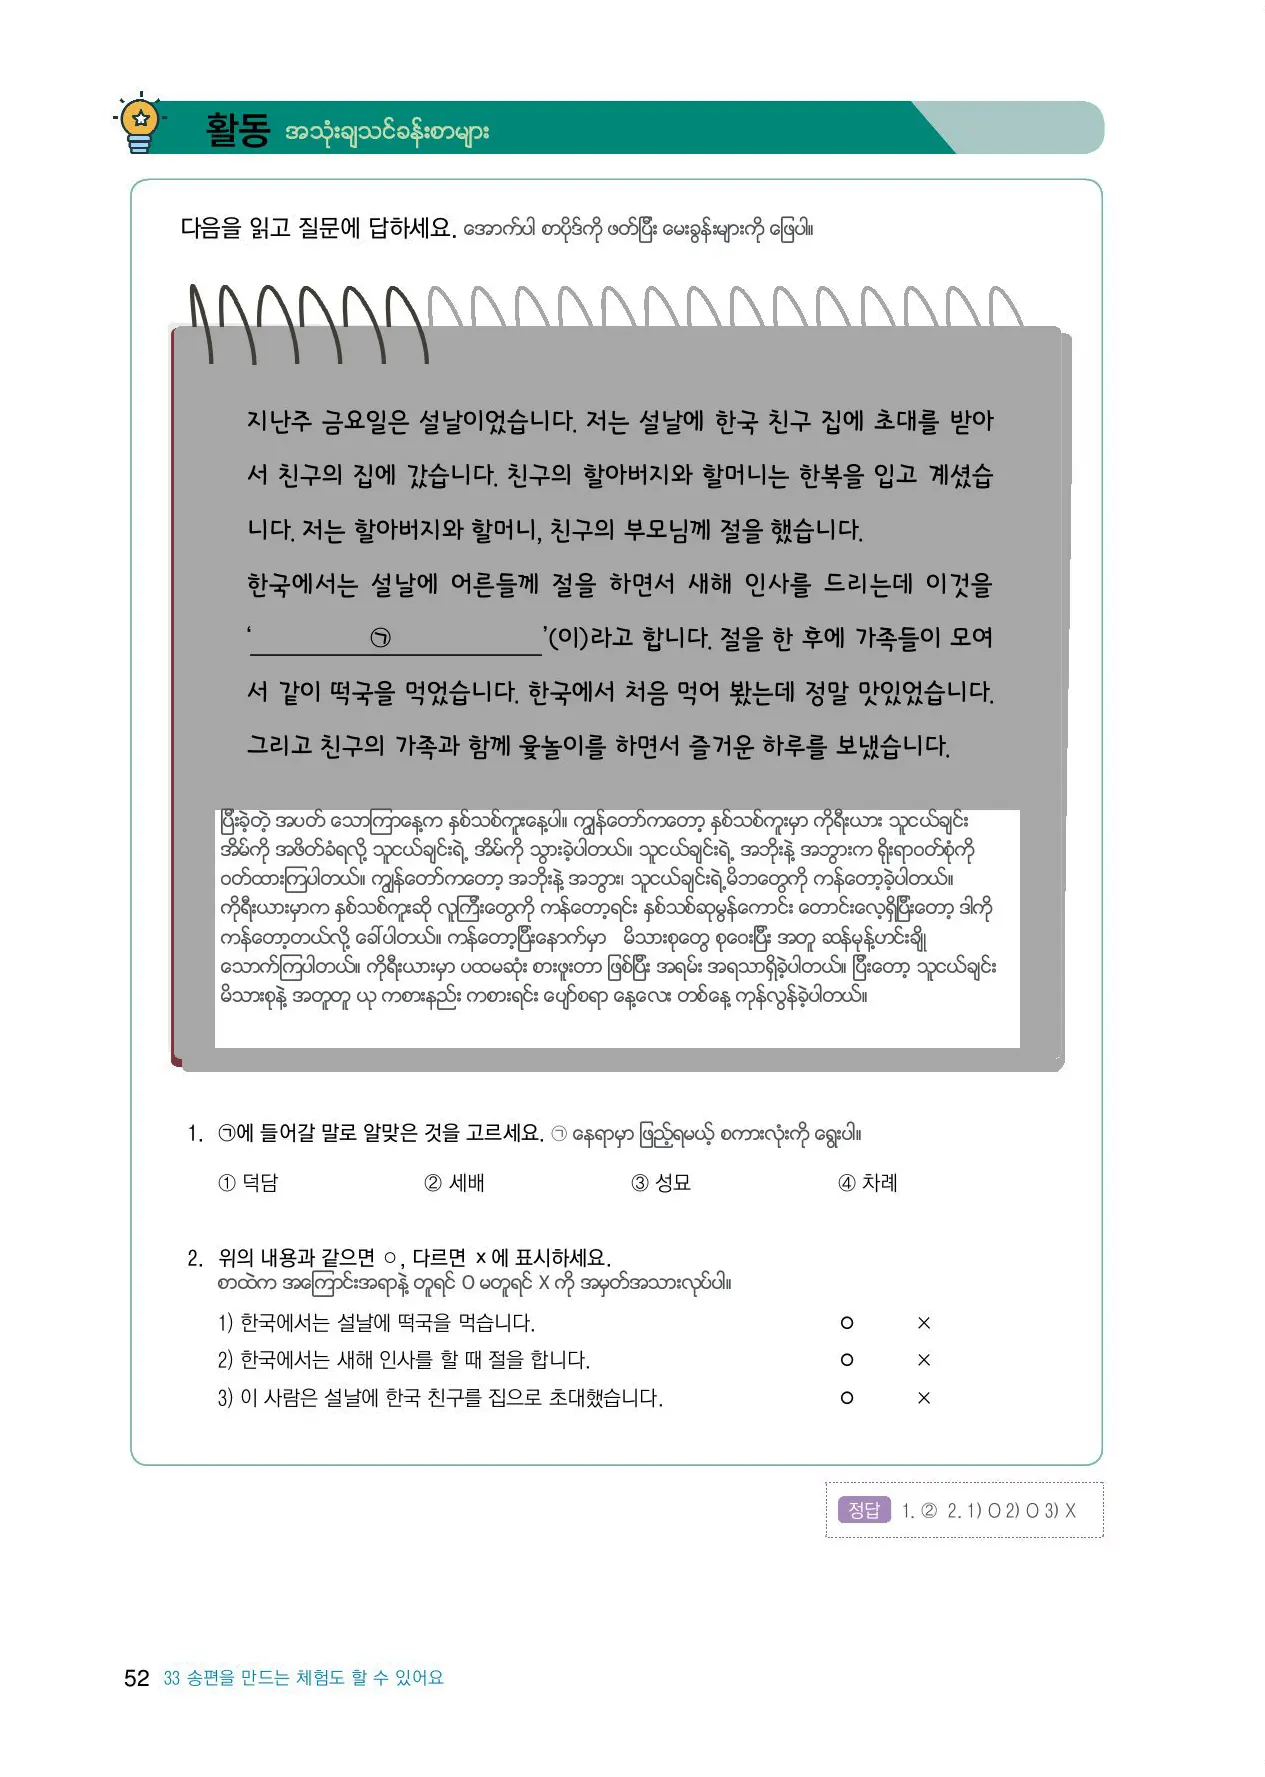 활동 အသုံးချသင်ခန်းစာများ
다음을 읽고 질문에 답하세요. အောက်ပါ စာပိုဒ်ကို ဖတ်ပြီး မေးခွန်းများကို ဖြေပါ။
지난주 금요일은 설날이었습니다. 저는 설날에 한국 친구 집에 초대를 받아
서 친구의 집에 갔습니다. 친구의 할아버지와 할머니는 한복을 입고 계셨습
니다. 저는 할아버지와 할머니, 친구의 부모님께 절을 했습니다.
한국에서는 설날에 어른들께 절을 하면서 새해 인사를 드리는데 이것을
‘ ㉠ ’(이)라고 합니다. 절을 한 후에 가족들이 모여
서 같이 떡국을 먹었습니다. 한국에서 처음 먹어 봤는데 정말 맛있었습니다.
그리고 친구의 가족과 함께 윷놀이를 하면서 즐거운 하루를 보냈습니다.
ပြီးခဲ့တဲ့ အပတ် သောကြာနေ့က နှစ်သစ်ကူးနေ့ပါ။ ကျွန်တော်ကတော့ နှစ်သစ်ကူးမှာ ကိုရီးယား သူငယ်ချင်း
အိမ်ကို အဖိတ်ခံရလို့ သူငယ်ချင်းရဲ့ အိမ်ကို သွားခဲ့ပါတယ်။ သူငယ်ချင်းရဲ့ အဘိုးနဲ့ အဘွားက ရိုးရာဝတ်စုံကို
ဝတ်ထားကြပါတယ်။ ကျွန်တော်ကတော့ အဘိုးနဲ့ အဘွား၊ သူငယ်ချင်းရဲ့မိဘတွေကို ကန်တော့ခဲ့ပါတယ်။
ကိုရီးယားမှာက နှစ်သစ်ကူးဆို လူကြီးတွေကို ကန်တော့ရင်း နှစ်သစ်ဆုမွန်ကောင်း တောင်းလေ့ရှိပြီးတော့ ဒါကို
ကန်တော့တယ်လို့ ခေါ်ပါတယ်။ ကန်တော့ပြီးနောက်မှာ မိသားစုတွေ စုဝေးပြီး အတူ ဆန်မုန့်ဟင်းချို
သောက်ကြပါတယ်။ ကိုရီးယားမှာ ပထမဆုံး စားဖူးတာ ဖြစ်ပြီး အရမ်း အရသာရှိခဲ့ပါတယ်။ ပြီးတော့ သူငယ်ချင်း
မိသားစုနဲ့ အတူတူ ယု ကစားနည်း ကစားရင်း ပျော်စရာ နေ့လေး တစ်နေ့ ကုန်လွန်ခဲ့ပါတယ်။
1. ㉠에 들어갈 말로 알맞은 것을 고르세요. ㉠ နေရာမှာ ဖြည့်ရမယ့် စကားလုံးကို ရွေးပါ။
① 덕담 ② 세배 ③ 성묘 ④ 차례
2. 위의 내용과 같으면 ○, 다르면 ×에 표시하세요.
စာထဲက အကြောင်းအရာနဲ့ တူရင် O မတူရင် X ကို အမှတ်အသားလုပ်ပါ။
1) 한국에서는 설날에 떡국을 먹습니다. ○ ×
2) 한국에서는 새해 인사를 할 때 절을 합니다. ○ ×
3) 이 사람은 설날에 한국 친구를 집으로 초대했습니다. ○ ×
정답 1. ② 2. 1) O 2) O 3) X
52 33 송편을 만드는 체험도 할 수 있어요